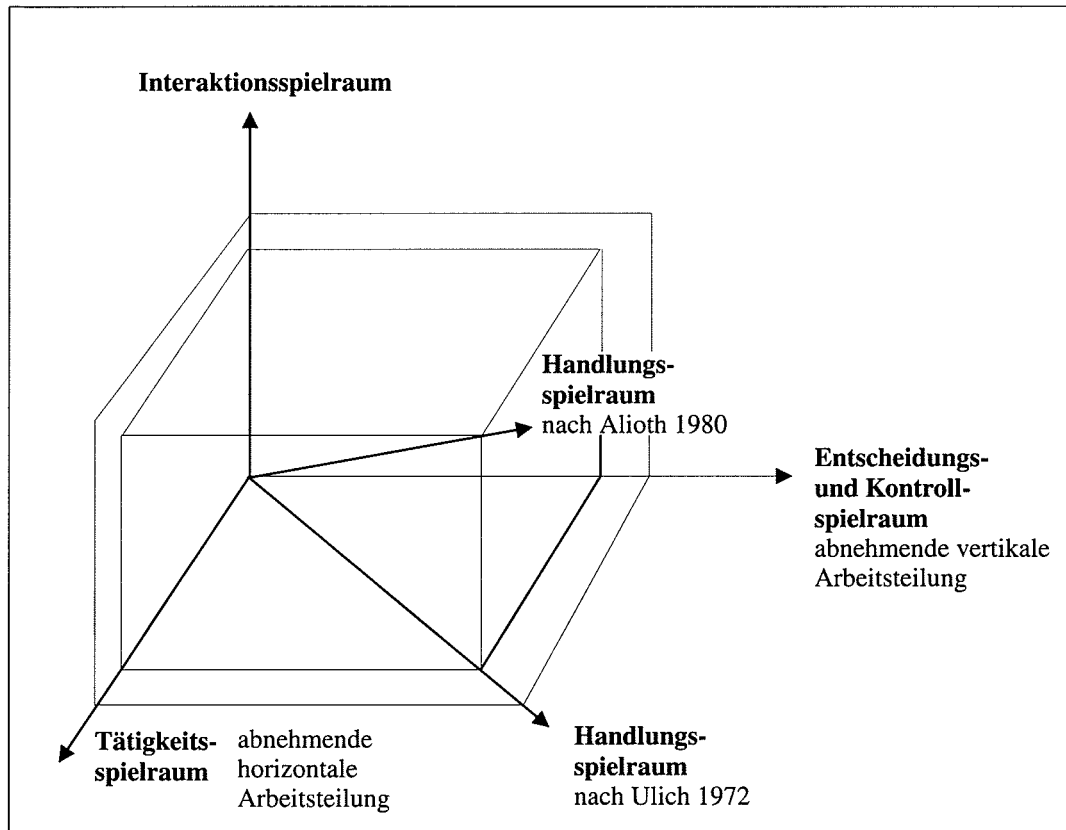 Interaktionsspielraum
Handlungs-
spielraum
nach Alioth 1980
Entscheidungs-
und Kontroll-
spielraum
abnehmende vertikale
Arbeitsteilung
Tätigkeits-
spielraum
abnehmende
horizontale
Arbeitsteilung
Handlungs-
spielraum
nach Ulich 1972